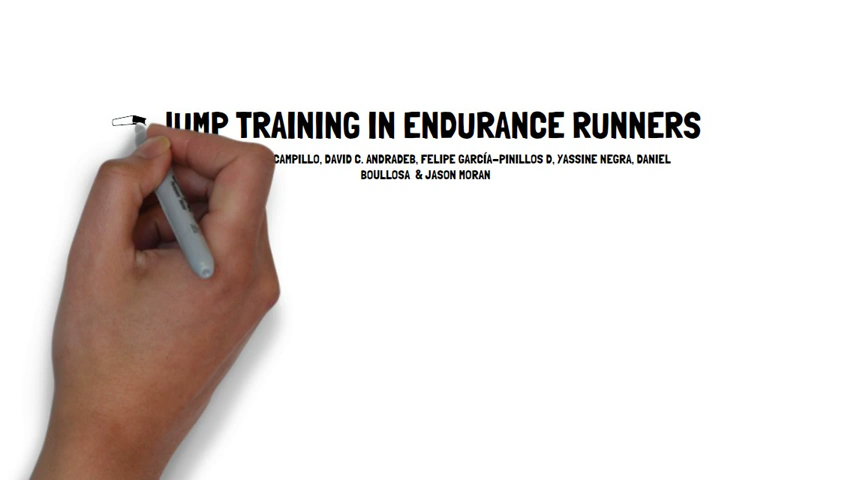 JUMP TRAINING IN ENDURANCE RUNNERS
CAMPILLO, DAVID C. ANDRADEB, FELIPE GARCÍA-PINILLOS D, YASSINE NEGRA, DANIEL
BOULLOSA & JASON MORAN